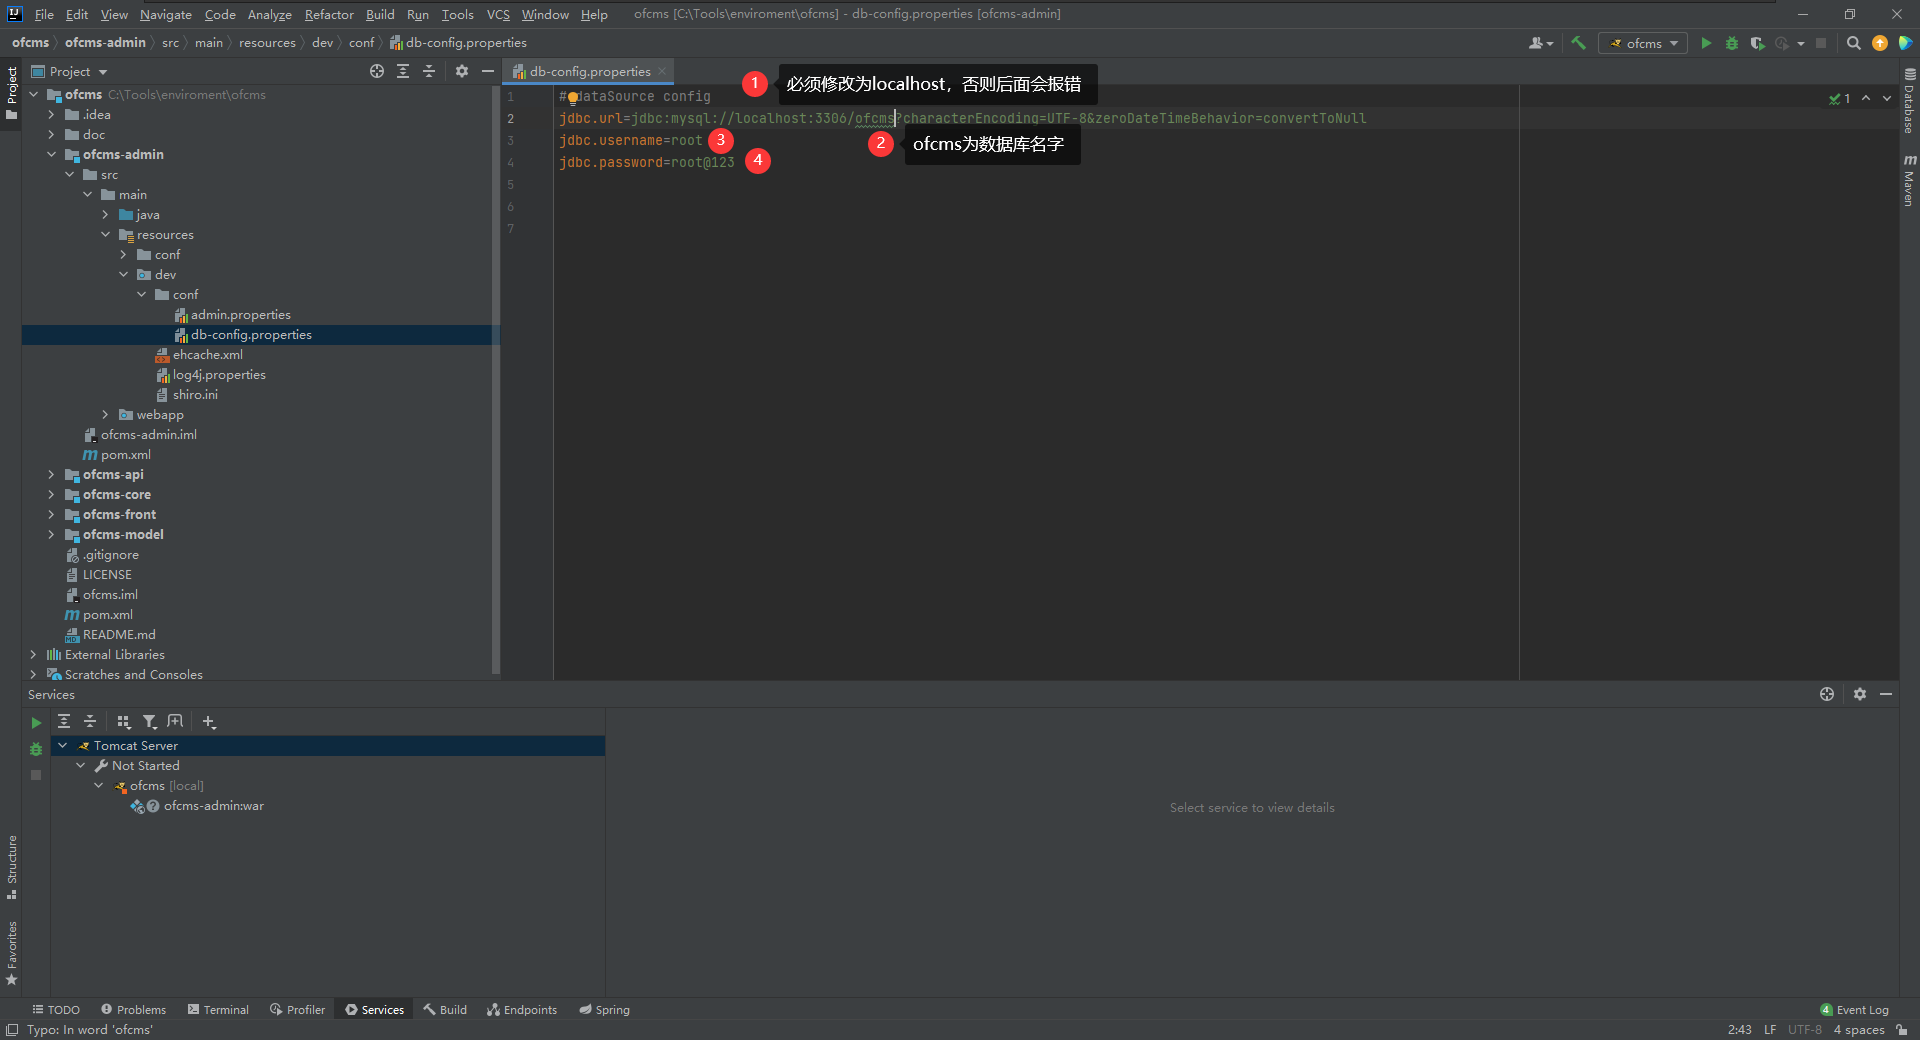 File Edit View Navigate Code Analyze Refactor Build Run Tools VCS Window Help ofcms [C:\Tools\enviroment\ofcms] - db-config.properties [ofcms-admin]
ofcms ofcms-admin src main resources dev conf db-config.properties
ofcms
Project
db-config.properties
1 必须修改为localhost，否则后面会报错
Project
ofcms C:\Tools\enviroment\ofcms
.idea
doc
ofcms-admin
src
main
java
resources
conf
dev
conf
admin.properties
db-config.properties
ehcache.xml
log4j.properties
shiro.ini
webapp
ofcms-admin.iml
pom.xml
ofcms-api
ofcms-core
ofcms-front
ofcms-model
.gitignore
LICENSE
ofcms.iml
pom.xml
README.md
External Libraries
Scratches and Consoles
1 # dataSource config
2 jdbc.url=jdbc:mysql://localhost:3306/ofcms?characterEncoding=UTF-8&zeroDateTimeBehavior=convertToNull
3 jdbc.username=root 3
2 ofcms为数据库名字
4 jdbc.password=root@123 4
5
6
7
1
Database
Maven
Services
Tomcat Server
Not Started
ofcms [local]
ofcms-admin:war
Select service to view details
Structure
Favorites
TODO Problems Terminal Profiler Services Build Endpoints Spring 4 Event Log
Typo: In word 'ofcms' 2:43 LF UTF-8 4 spaces